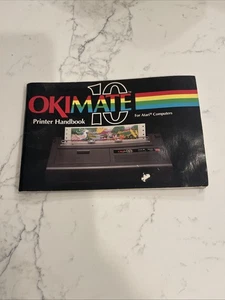 OKIMATE 10
Printer Handbook
For Atari® Computers